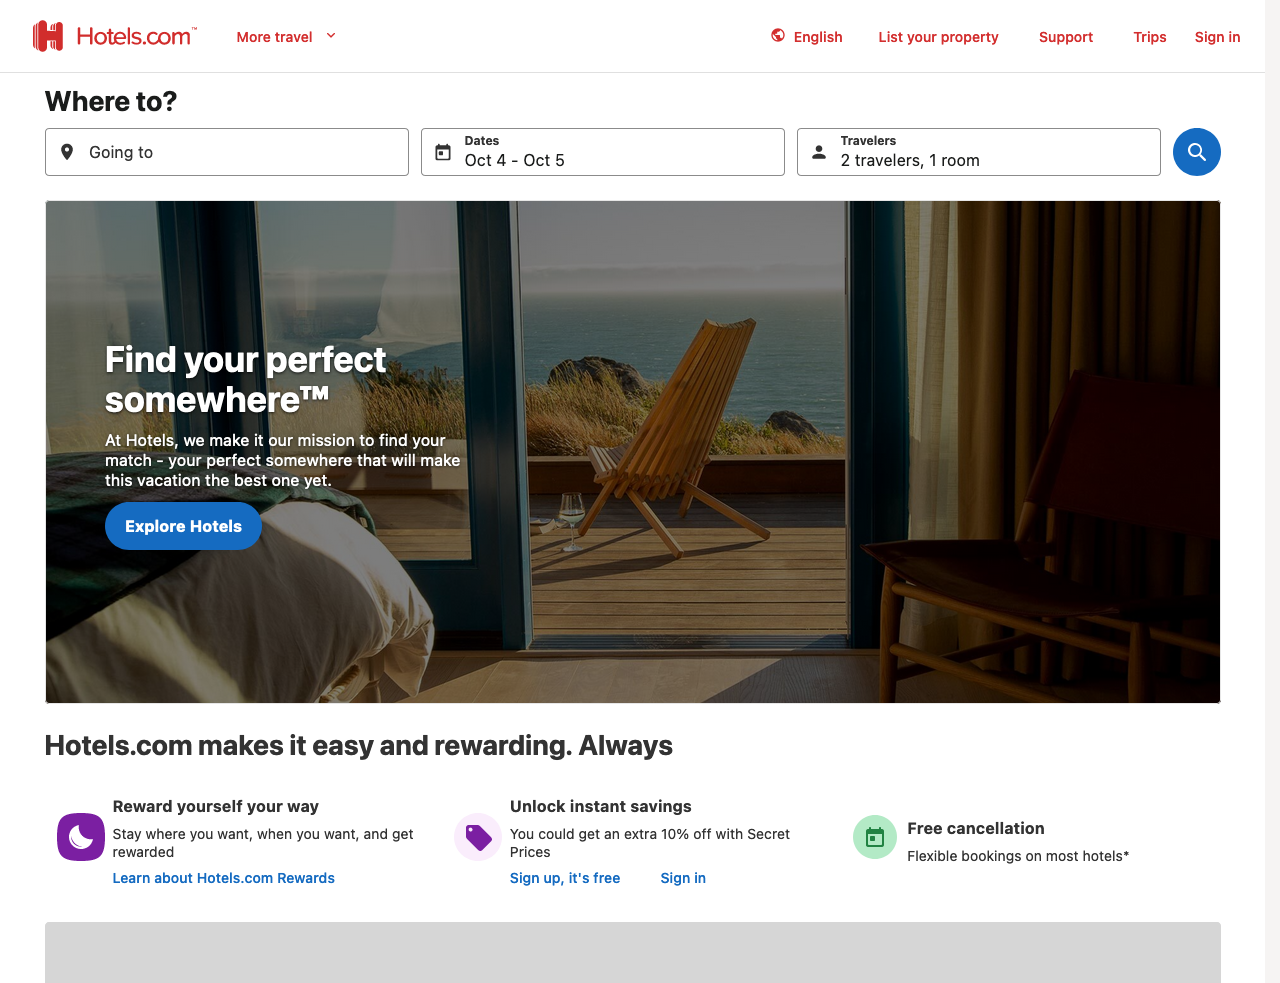 Hotels.com™
More travel
English
List your property
Support
Trips
Sign in
Where to?
Going to
Dates
Oct 4 - Oct 5
Travelers
2 travelers, 1 room
Find your perfect
somewhere™
At Hotels, we make it our mission to find your
match - your perfect somewhere that will make
this vacation the best one yet.
Explore Hotels
Hotels.com makes it easy and rewarding. Always
Reward yourself your way
Stay where you want, when you want, and get
rewarded
Learn about Hotels.com Rewards
Unlock instant savings
You could get an extra 10% off with Secret
Prices
Sign up, it's free
Sign in
Free cancellation
Flexible bookings on most hotels*